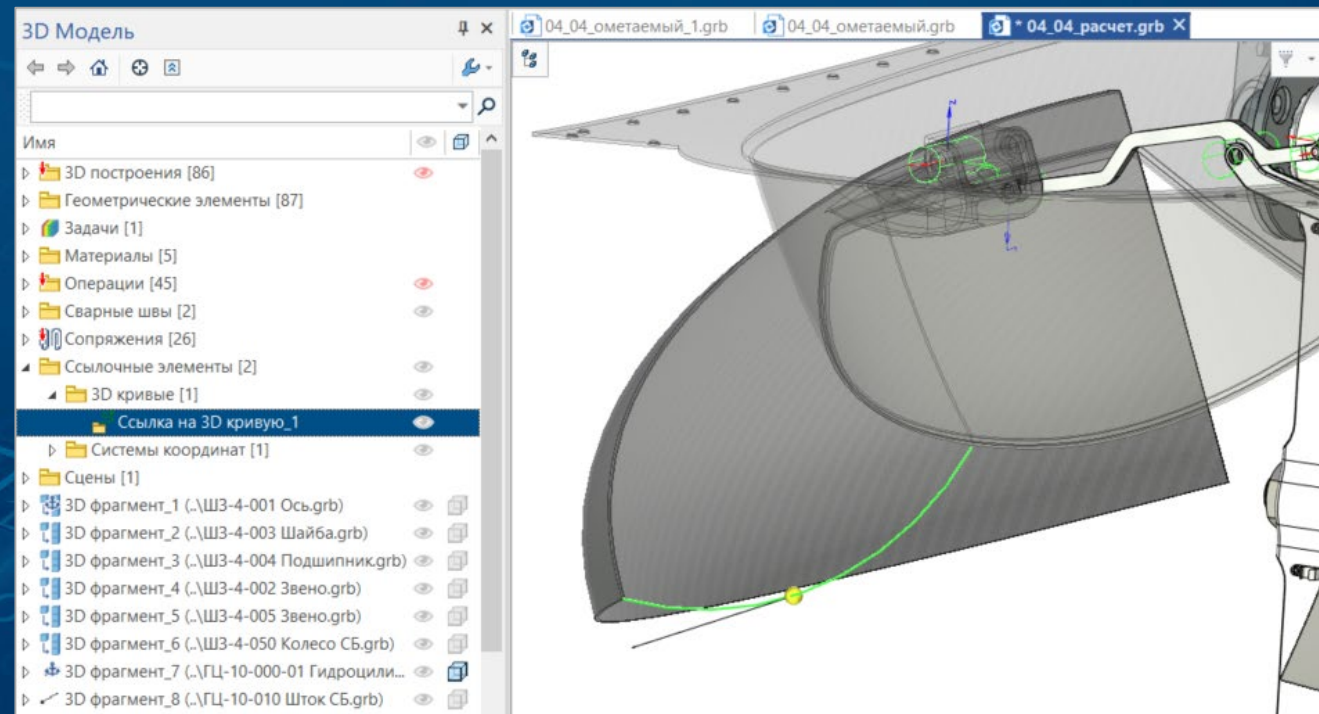 3D Модель
04_04_ометаемый_1.grb
04_04_ометаемый.grb
* 04_04_расчет.grb
Имя
3D построения [86]
Геометрические элементы [87]
Задачи [1]
Материалы [5]
Операции [45]
Сварные швы [2]
Сопряжения [26]
Ссылочные элементы [2]
3D кривые [1]
Ссылка на 3D кривую_1
Системы координат [1]
Сцены [1]
3D фрагмент_1 (..\ШЗ-4-001 Ось.grb)
3D фрагмент_2 (..\ШЗ-4-003 Шайба.grb)
3D фрагмент_3 (..\ШЗ-4-004 Подшипник.grb)
3D фрагмент_4 (..\ШЗ-4-002 Звено.grb)
3D фрагмент_5 (..\ШЗ-4-005 Звено.grb)
3D фрагмент_6 (..\ШЗ-4-050 Колесо СБ.grb)
3D фрагмент_7 (..\ГЦ-10-000-01 Гидроцили...
3D фрагмент_8 (..\ГЦ-10-010 Шток СБ.grb)